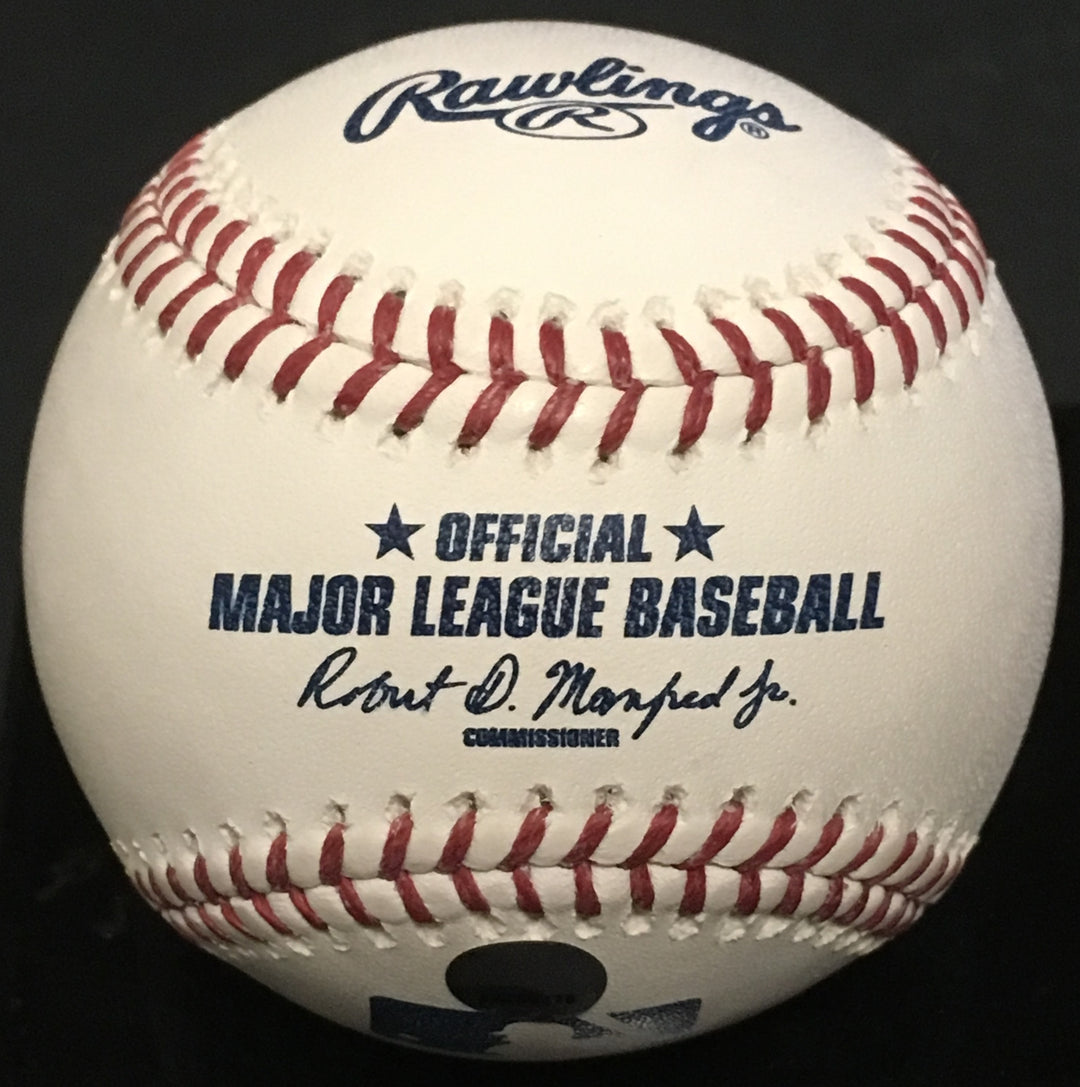 Rawlings
R ®
★ OFFICIAL ★
MAJOR LEAGUE BASEBALL
Robert D. Manfred Jr.
COMMISSIONER